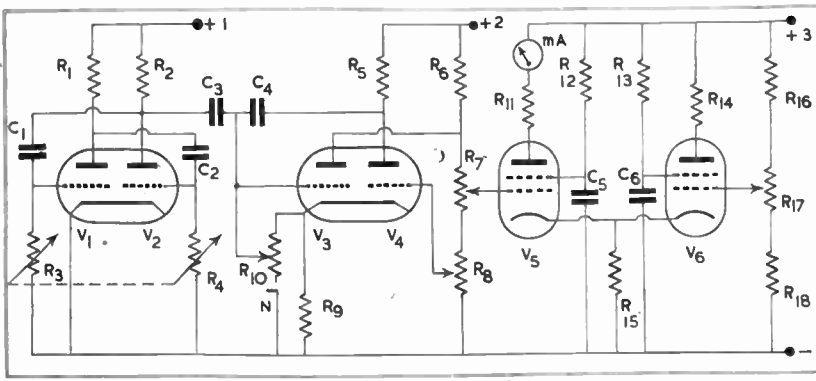 +1
+2
+3
mA
R1
R2
C3
C4
R5
R6
R11
R
12
R
13
R14
R16
C1
C2
R7
C5
C6
R17
V1
V2
V3
V4
V5
V6
R3
R4
R10
N
R9
R8
R
15
R18
-